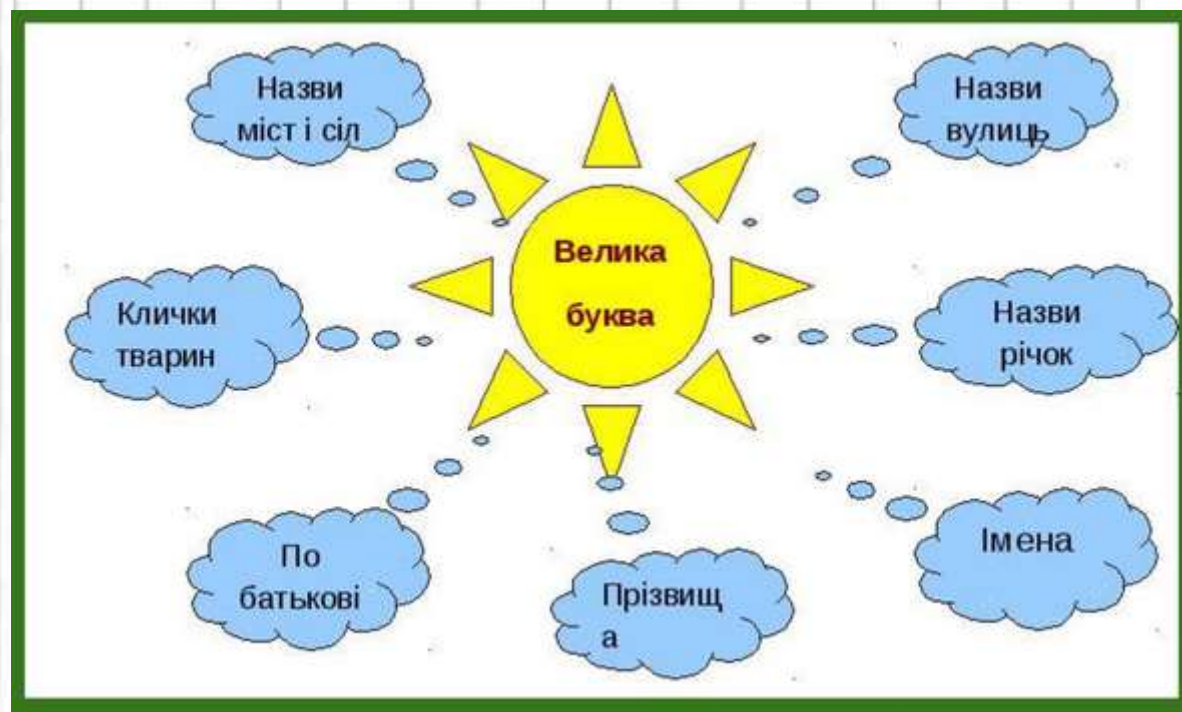 Назви
міст і сіл
Назви
вулиць
Велика
буква
Клички
тварин
Назви
річок
По
батькові
Прізвищ
а
Імена